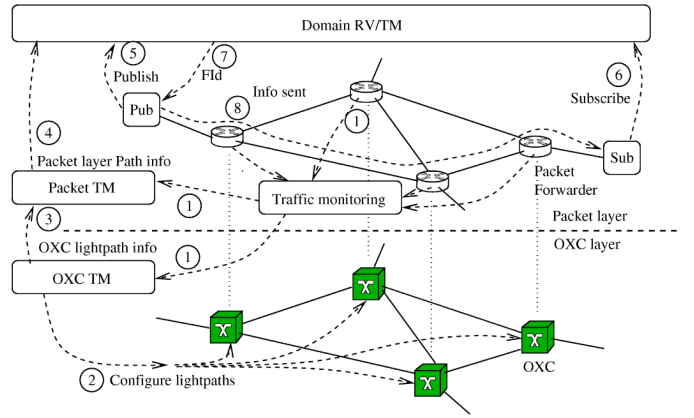 Domain RV/TM
5
7
Publish
FId
6
Info sent
Subscribe
Pub
8
1
4
Packet layer Path info
Sub
Packet TM
Traffic monitoring
Packet
Forwarder
1
3
Packet layer
OXC lightpath info
OXC layer
1
OXC TM
OXC
2 Configure lightpaths